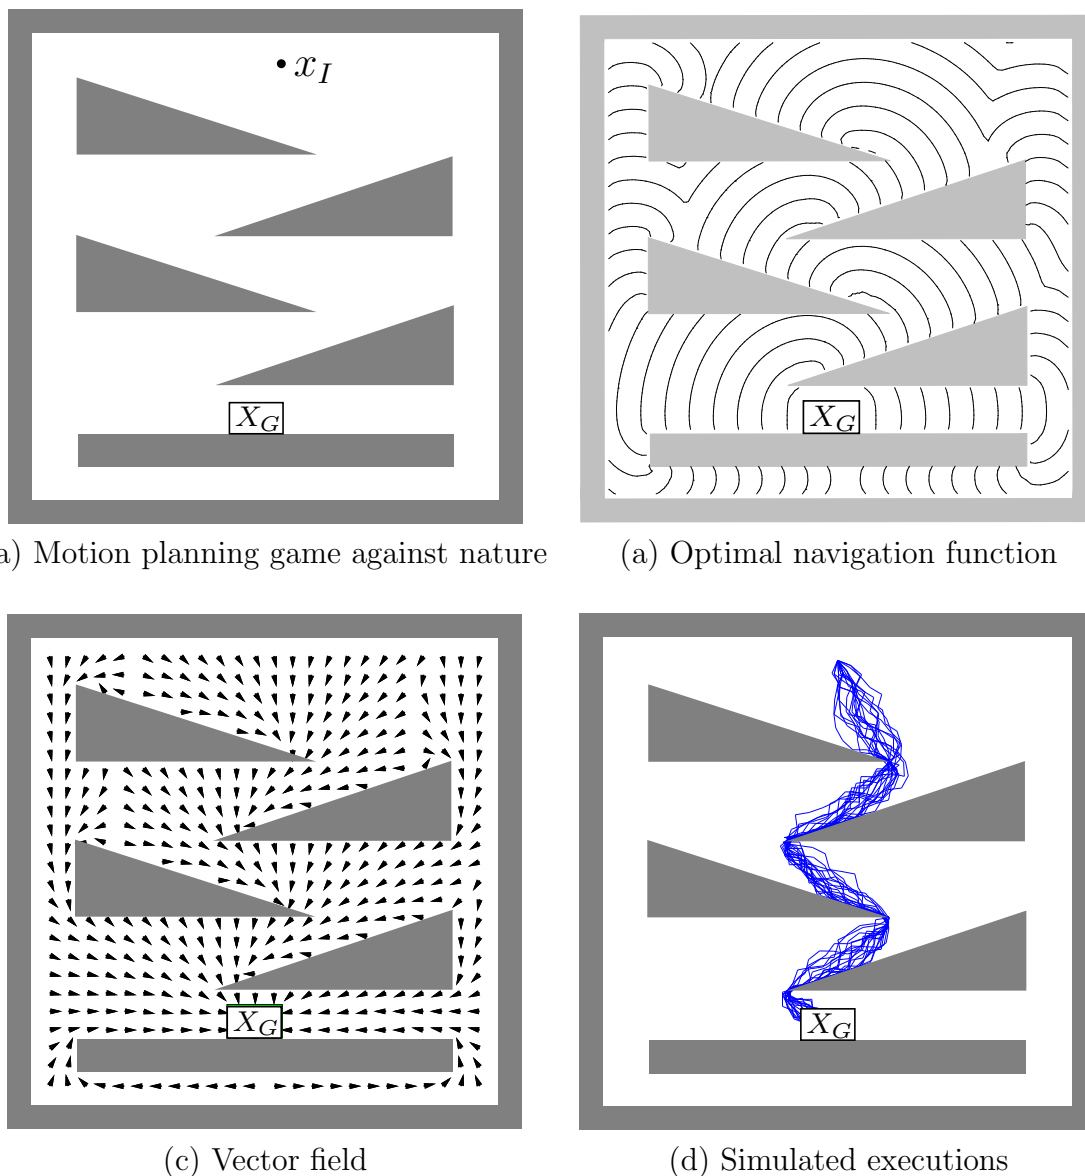 x_I
X_G
X_G
a) Motion planning game against nature
(a) Optimal navigation function
X_G
X_G
(c) Vector field
(d) Simulated executions